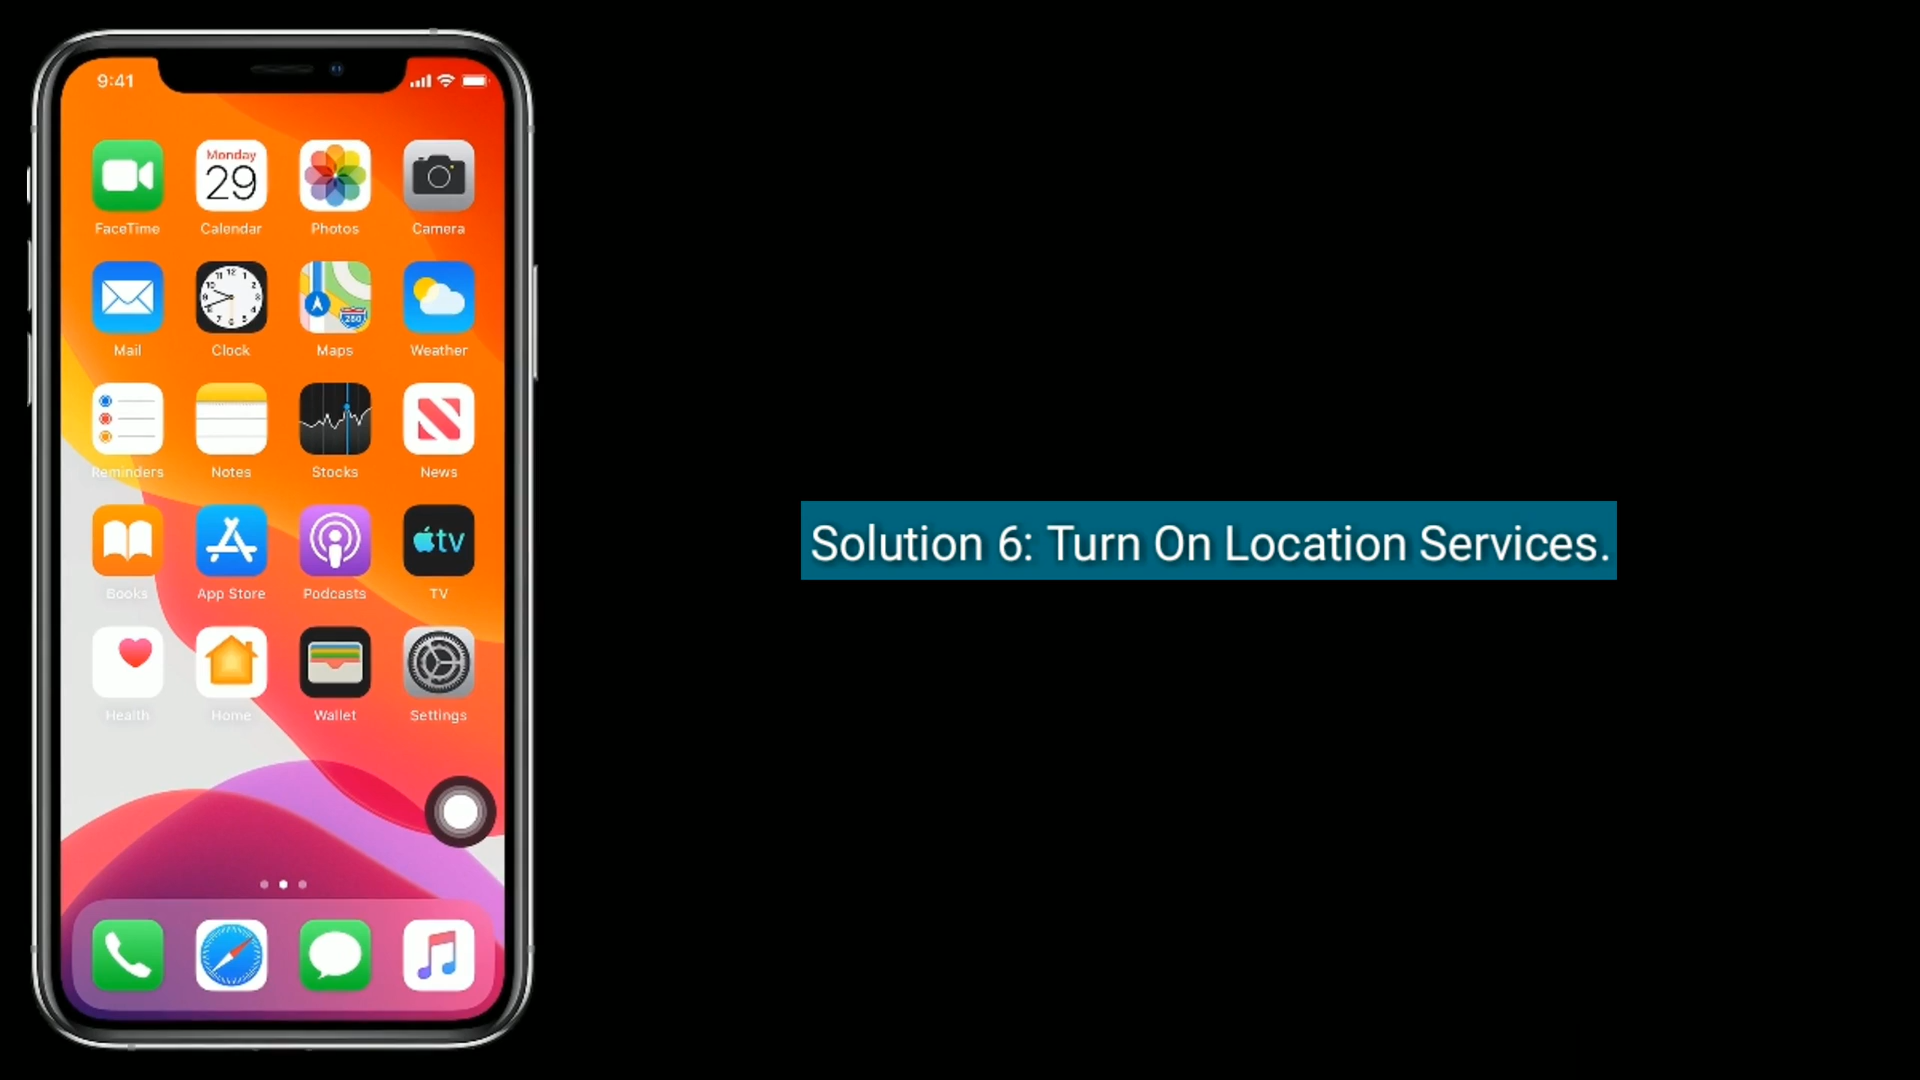 9:41
Monday
29
FaceTime Calendar Photos Camera
280
Mail Clock Maps Weather
Reminders Notes Stocks News
tv
Books App Store Podcasts TV
Health Home Wallet Settings
Solution 6: Turn On Location Services.